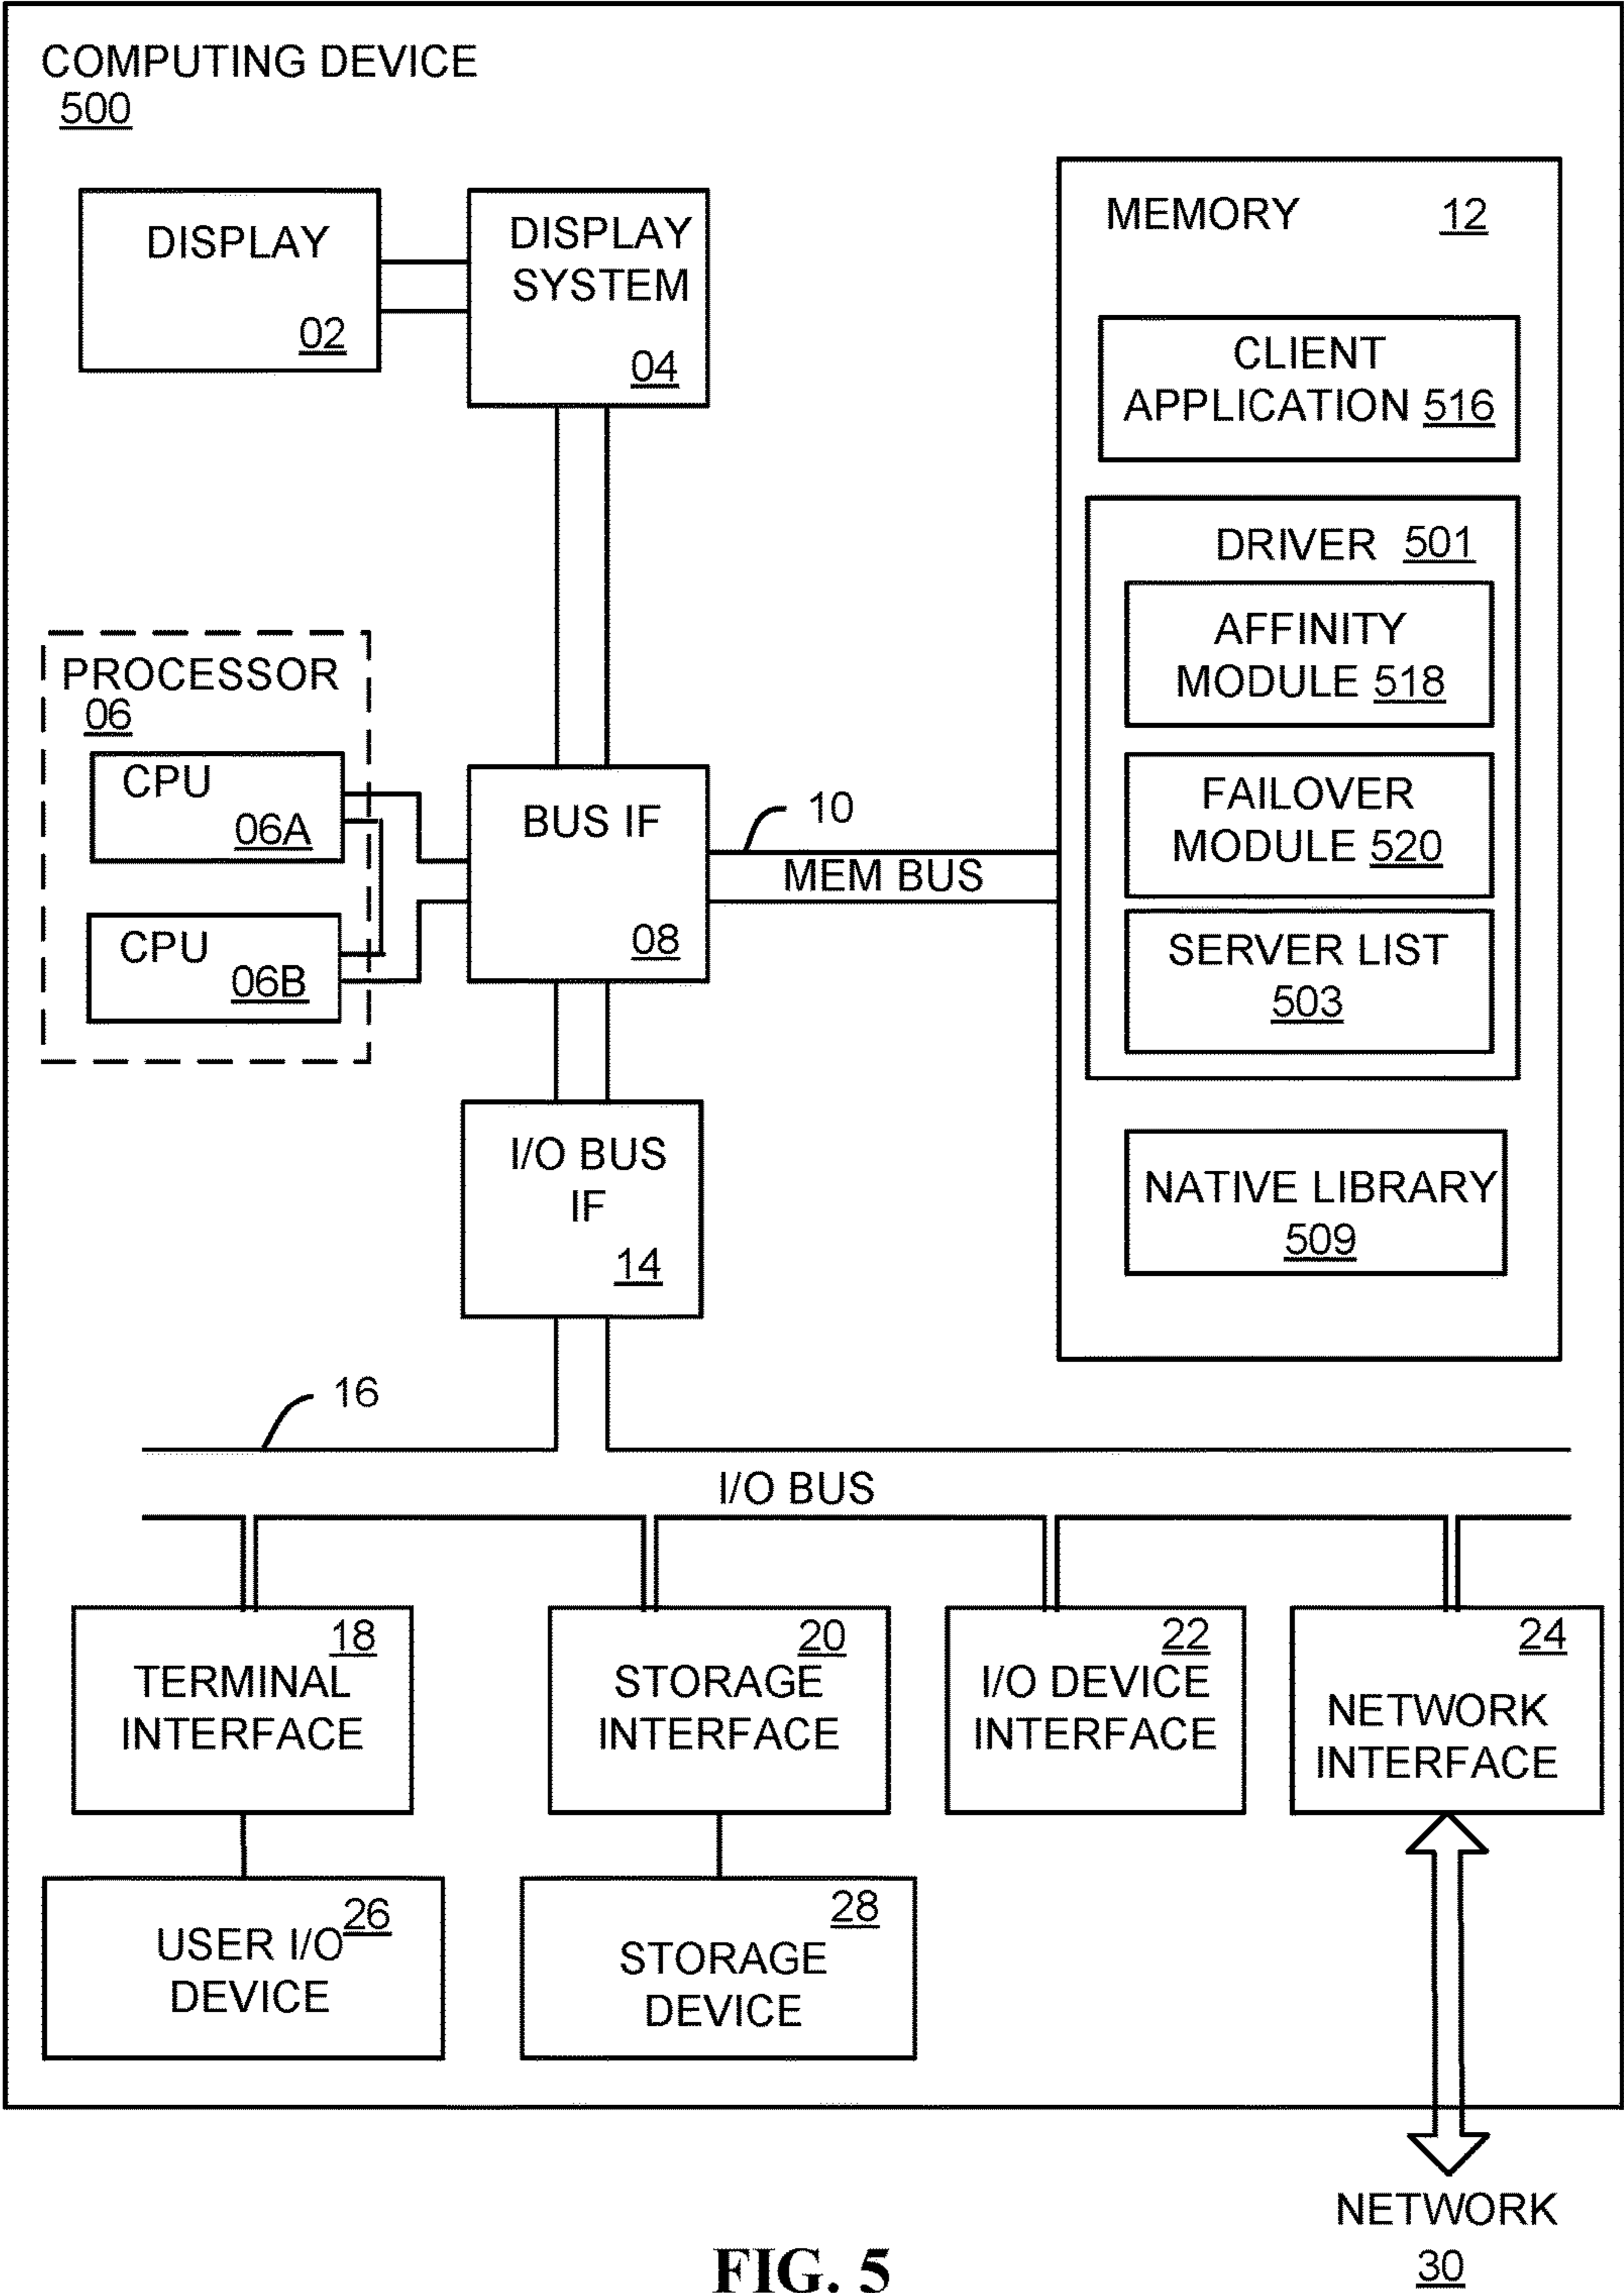 COMPUTING DEVICE
500
DISPLAY
02
DISPLAY
SYSTEM
04
MEMORY 12
CLIENT
APPLICATION 516
DRIVER 501
AFFINITY
MODULE 518
FAILOVER
MODULE 520
SERVER LIST
503
NATIVE LIBRARY
509
PROCESSOR
06
CPU
06A
CPU
06B
BUS IF
08
10
MEM BUS
I/O BUS
IF
14
16
I/O BUS
18
TERMINAL
INTERFACE
20
STORAGE
INTERFACE
22
I/O DEVICE
INTERFACE
24
NETWORK
INTERFACE
26
USER I/O
DEVICE
28
STORAGE
DEVICE
NETWORK
30
FIG. 5